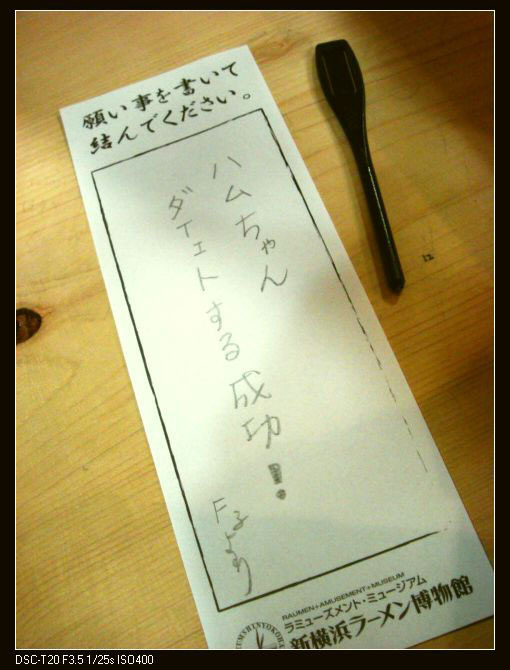 願い事を書いて
結んでください。
ハムちゃん
ダイエトする成功!
F子より
RAUMEN+AMUSEMENT+MUSEUM
ラミューズメント・ミュージアム
新横浜ラーメン博物館
DSC-T20 F3.5 1/25s ISO400